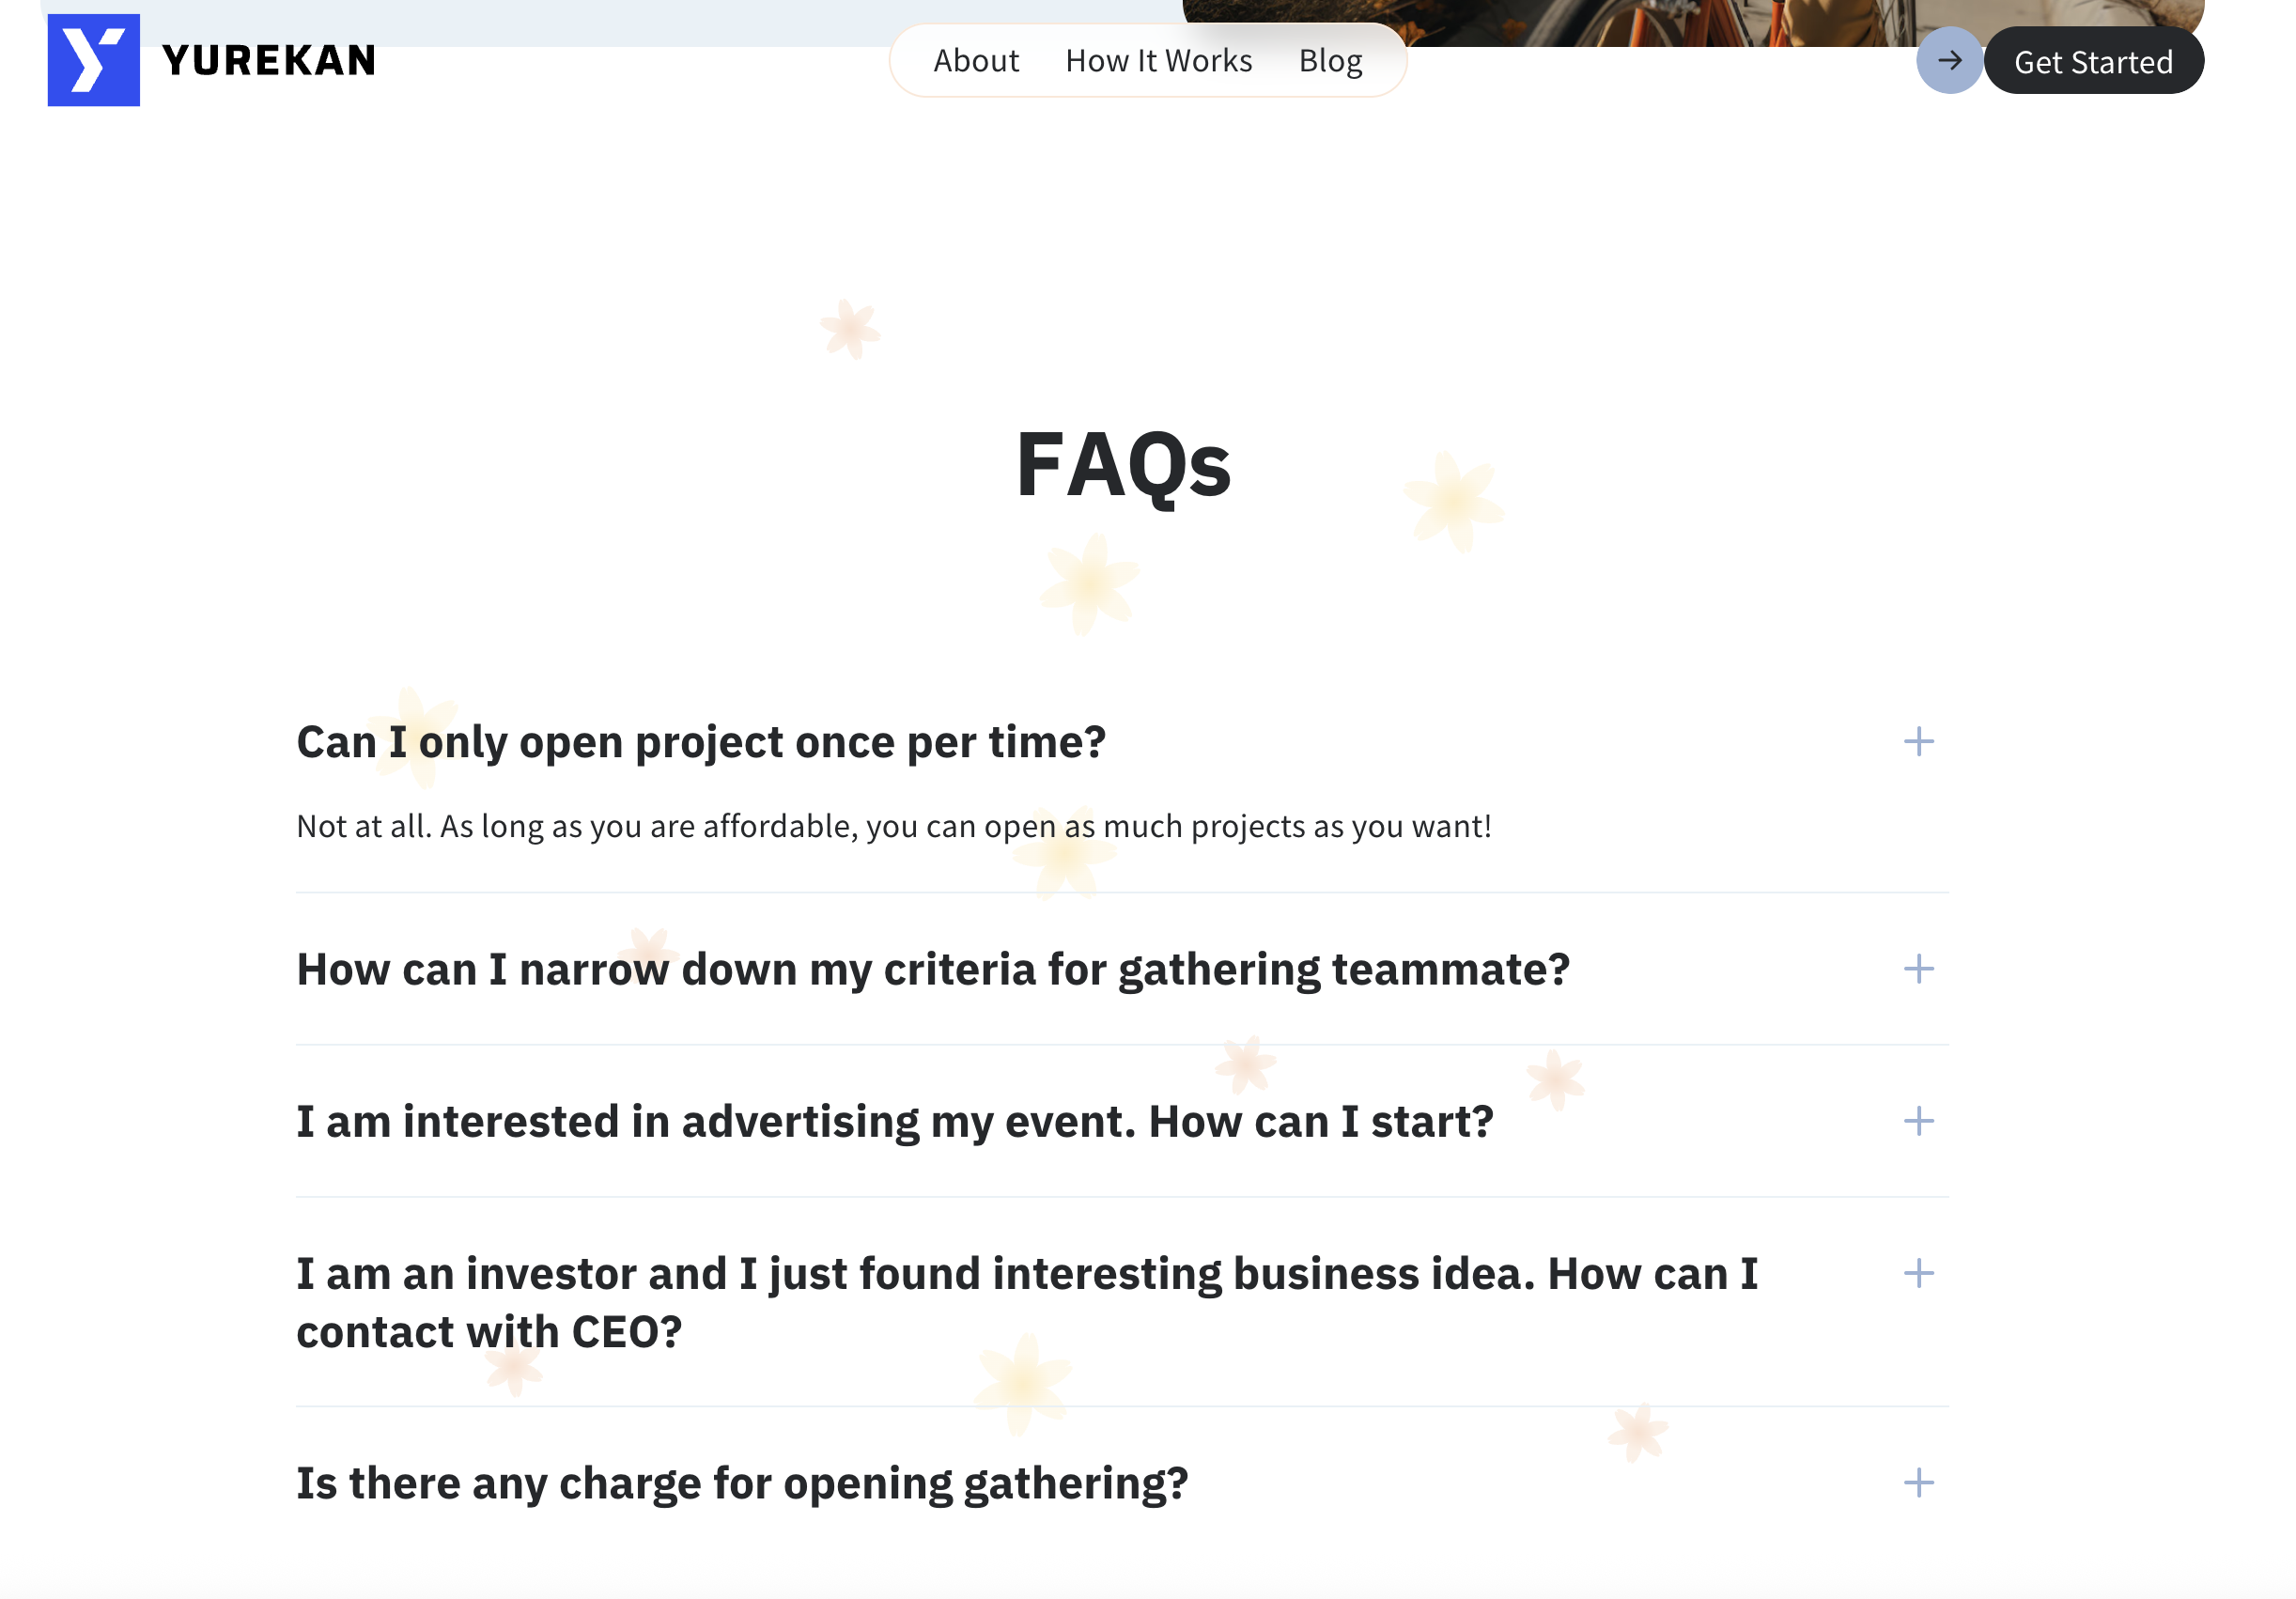 YUREKAN
About How It Works Blog
Get Started
FAQs
Can I only open project once per time?
Not at all. As long as you are affordable, you can open as much projects as you want!
How can I narrow down my criteria for gathering teammate?
I am interested in advertising my event. How can I start?
I am an investor and I just found interesting business idea. How can I
contact with CEO?
Is there any charge for opening gathering?